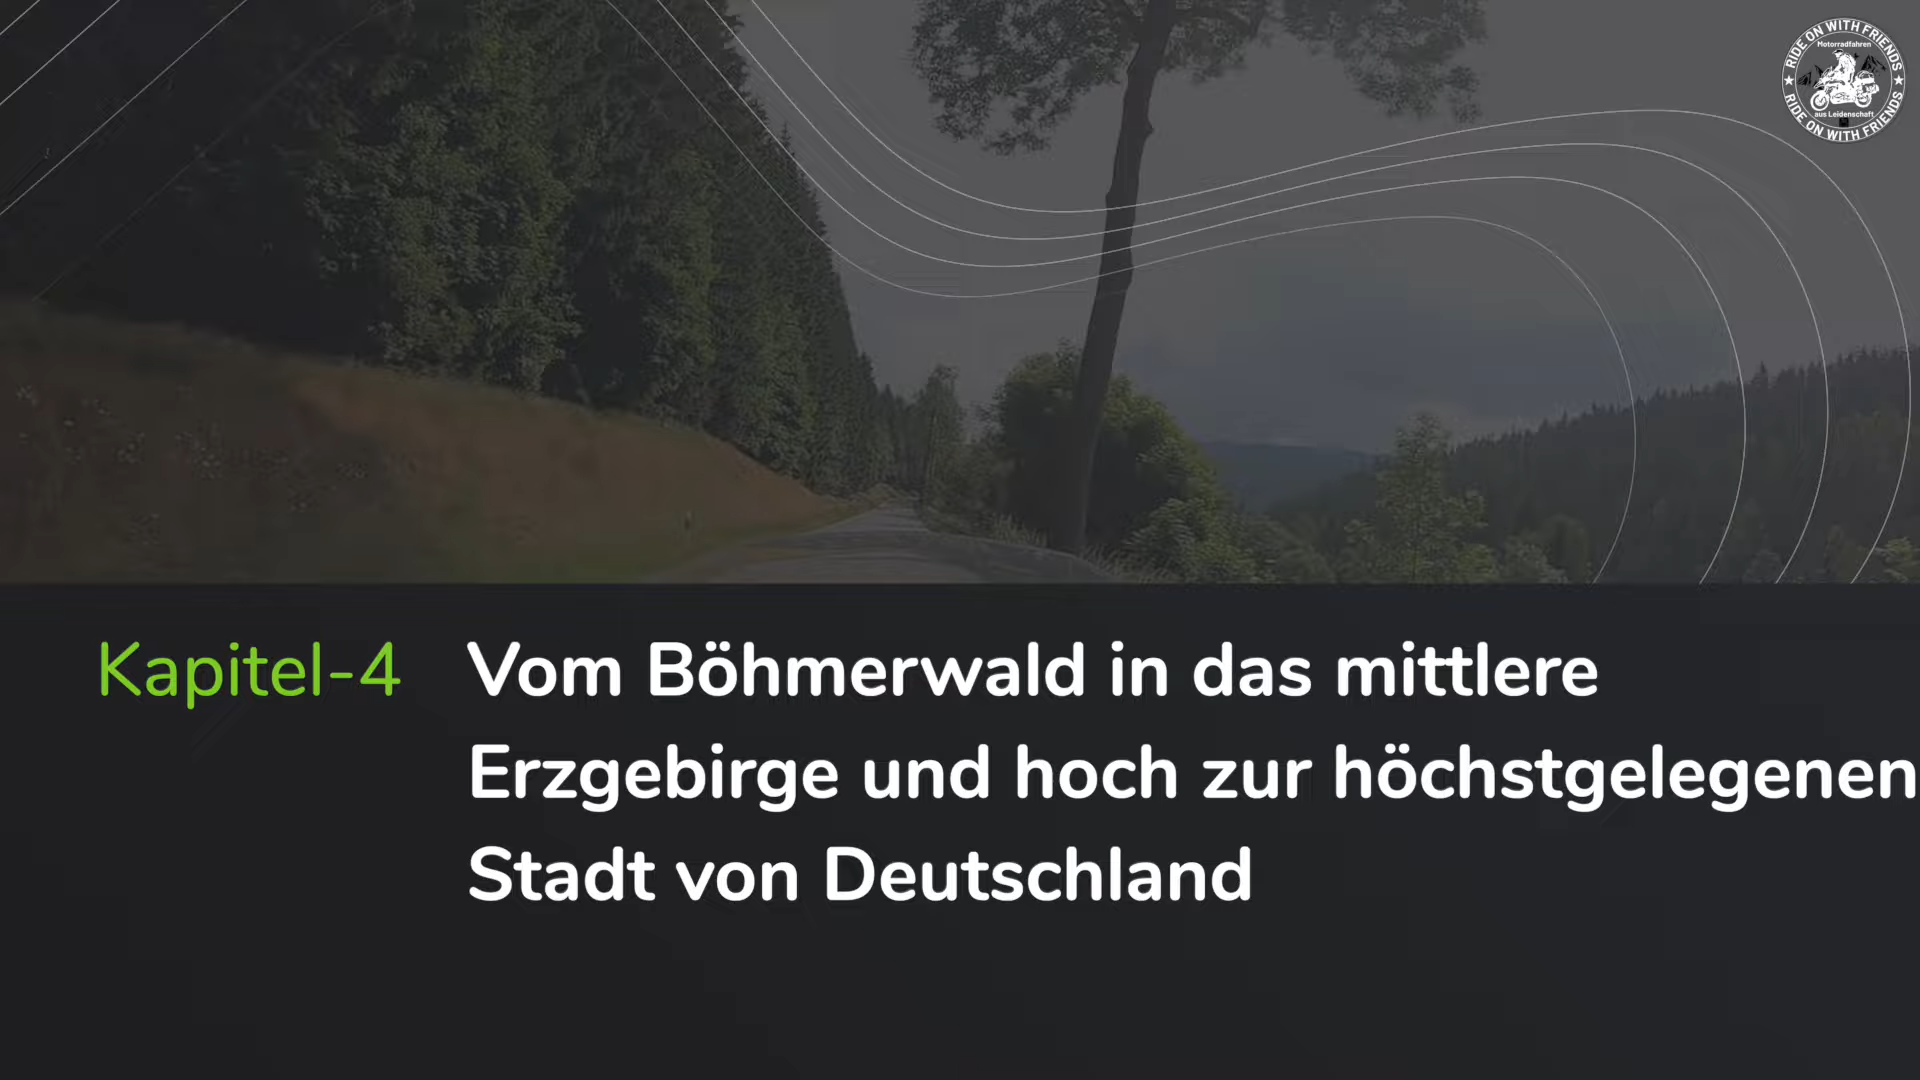 RIDE ON WITH FRIENDS
Motorradfahren
aus Leidenschaft
RIDE ON WITH FRIENDS
Kapitel-4
Vom Böhmerwald in das mittlere
Erzgebirge und hoch zur höchstgelegenen
Stadt von Deutschland